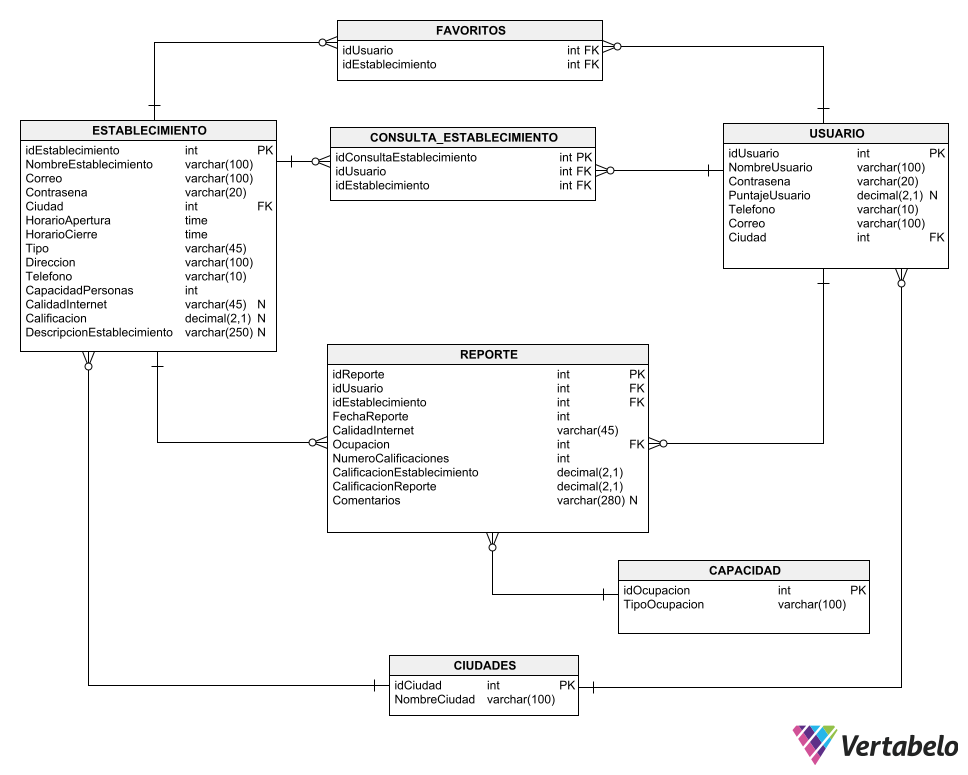 FAVORITOS
idUsuario int FK
idEstablecimiento int FK
ESTABLECIMIENTO
idEstablecimiento int PK
NombreEstablecimiento varchar(100)
Correo varchar(100)
Contrasena varchar(20)
Ciudad int FK
HorarioApertura time
HorarioCierre time
Tipo varchar(45)
Direccion varchar(100)
Telefono varchar(10)
CapacidadPersonas int
CalidadInternet varchar(45) N
Calificacion decimal(2,1) N
DescripcionEstablecimiento varchar(250) N
CONSULTA_ESTABLECIMIENTO
idConsultaEstablecimiento int PK
idUsuario int FK
idEstablecimiento int FK
USUARIO
idUsuario int PK
NombreUsuario varchar(100)
Contrasena varchar(20)
PuntajeUsuario decimal(2,1) N
Telefono varchar(10)
Correo varchar(100)
Ciudad int FK
REPORTE
idReporte int PK
idUsuario int FK
idEstablecimiento int FK
FechaReporte int
CalidadInternet varchar(45)
Ocupacion int FK
NumeroCalificaciones int
CalificacionEstablecimiento decimal(2,1)
CalificacionReporte decimal(2,1)
Comentarios varchar(280) N
CAPACIDAD
idOcupacion int PK
TipoOcupacion varchar(100)
CIUDADES
idCiudad int PK
NombreCiudad varchar(100)
Vertabelo